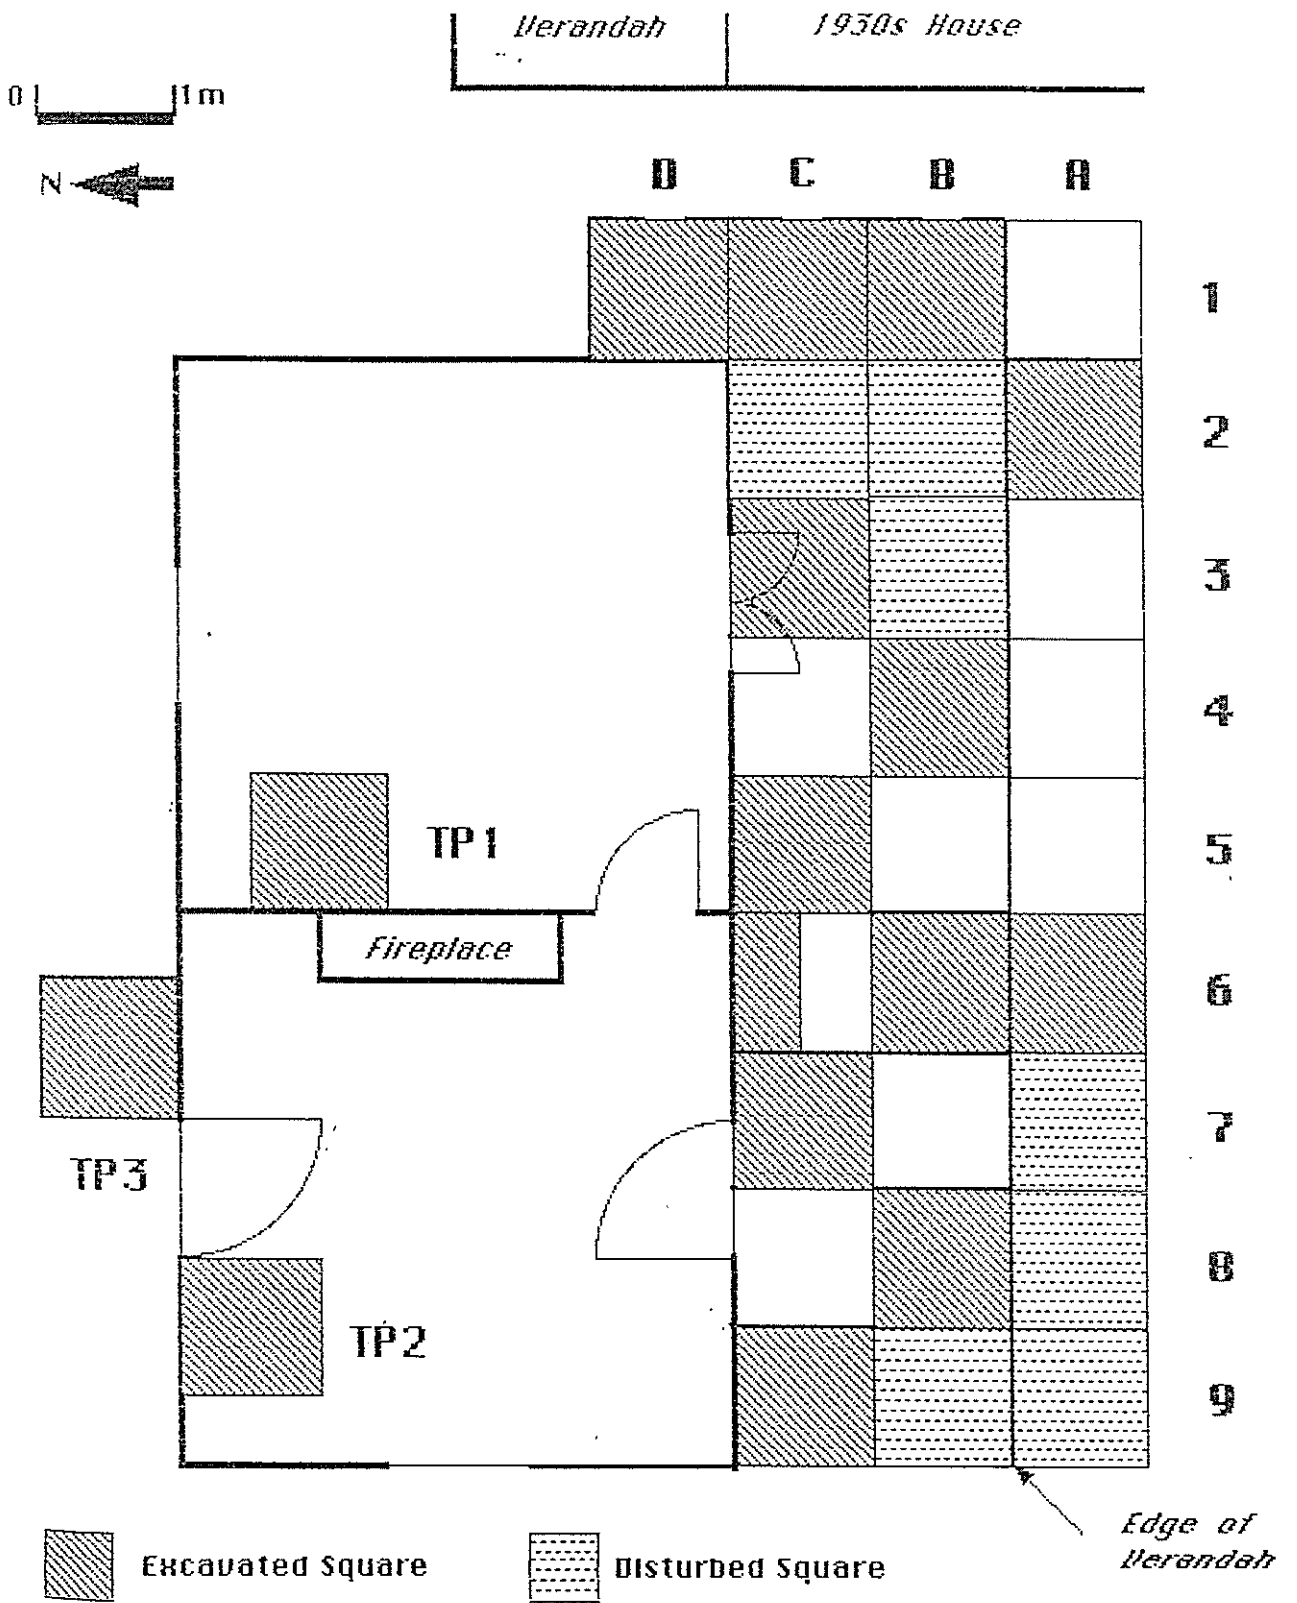 Verandah
1930s House
0 1m
N
D C B A
1
2
3
4
TP1
5
Fireplace
6
7
TP3
8
TP2
9
Edge of
Verandah
Excavated Square
Disturbed Square